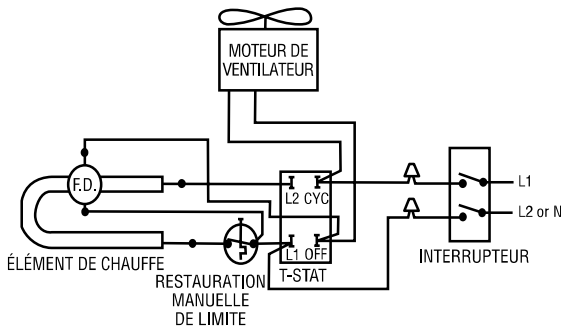 MOTEUR DE
VENTILATEUR
F.D.
L2 CYC
L1 OFF
T-STAT
L1
L2 or N
INTERRUPTEUR
ÉLÉMENT DE CHAUFFE
RESTAURATION
MANUELLE
DE LIMITE